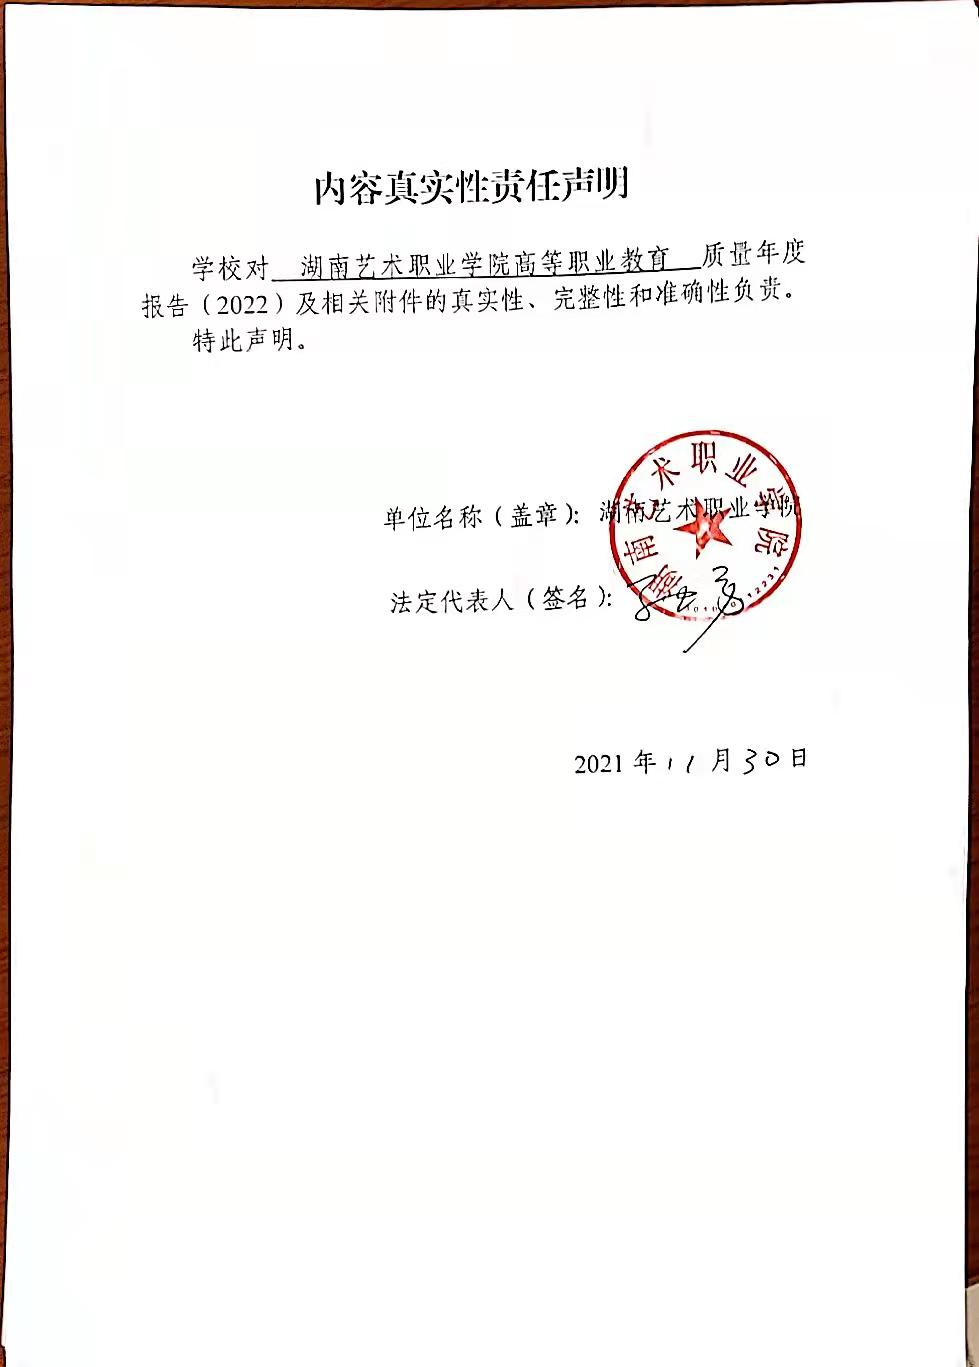 内容真实性责任声明
学校对 湖南艺术职业学院高等职业教育 质量年度
报告（2022）及相关附件的真实性、完整性和准确性负责。
特此声明。
单位名称（盖章）：湖南艺术职业学院
湖南艺术职业学院
法定代表人（签名）：
2021年11月30日